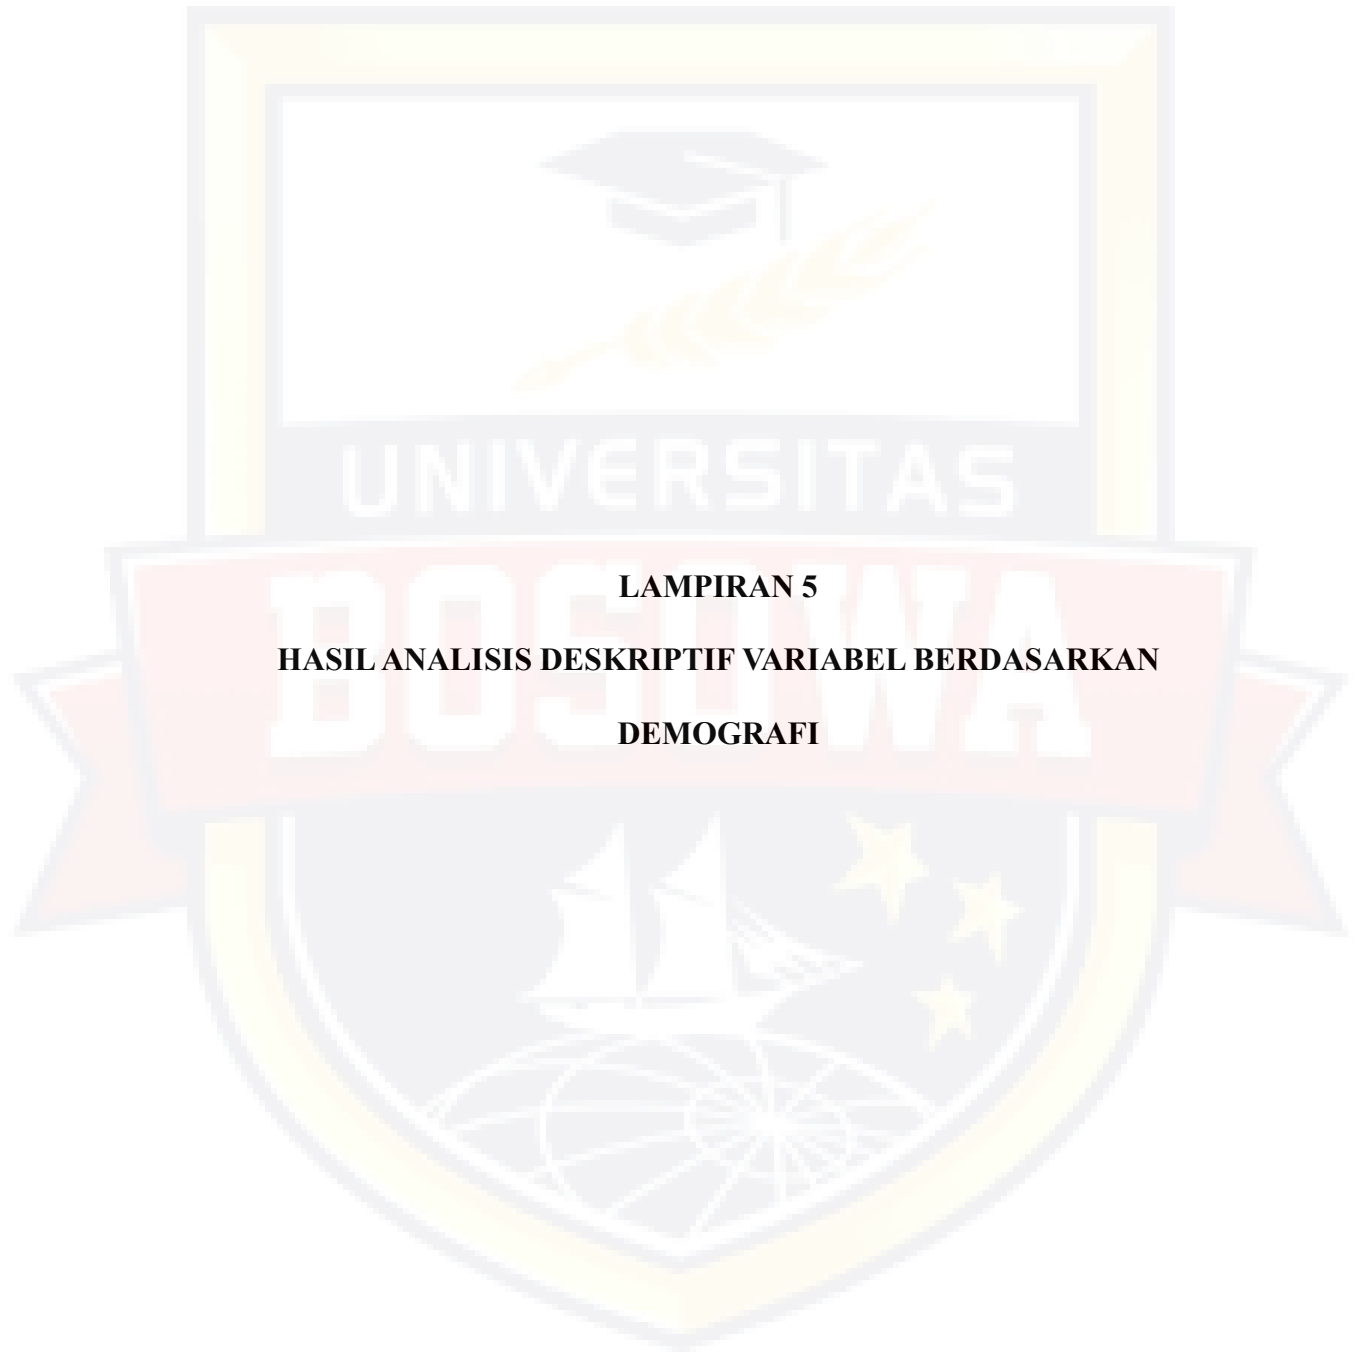 UNIVERSITAS
BOSOWA
LAMPIRAN 5
HASIL ANALISIS DESKRIPTIF VARIABEL BERDASARKAN
DEMOGRAFI